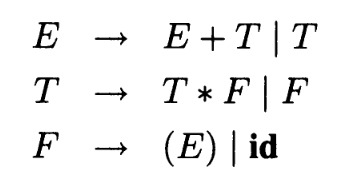 E → E + T | T
T → T * F | F
F → (E) | id